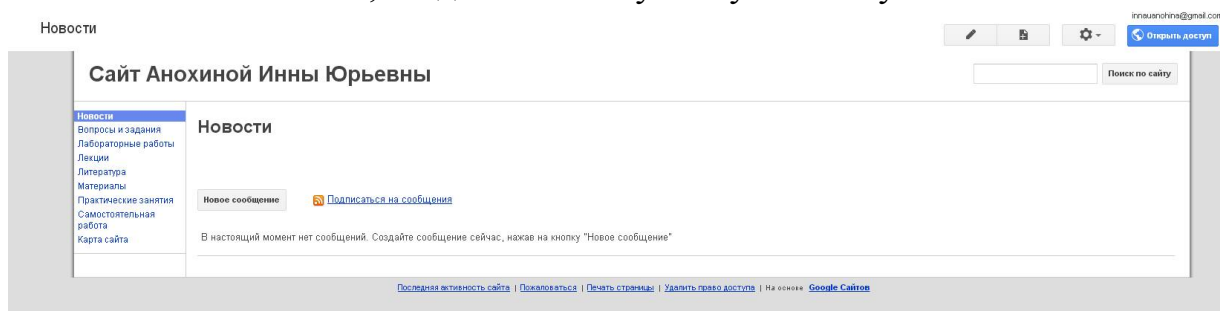 Новости
innauanohina@gmail.com
Открыть доступ
Сайт Анохиной Инны Юрьевны
Поиск по сайту
Новости
Вопросы и задания
Лабораторные работы
Лекции
Литература
Материалы
Практические занятия
Самостоятельная
работа
Карта сайта
Новости
Новое сообщение
Подписаться на сообщения
В настоящий момент нет сообщений. Создайте сообщение сейчас, нажав на кнопку "Новое сообщение"
Последняя активность сайта | Пожаловаться | Печать страницы | Удалить право доступа | На основе Google Сайтов